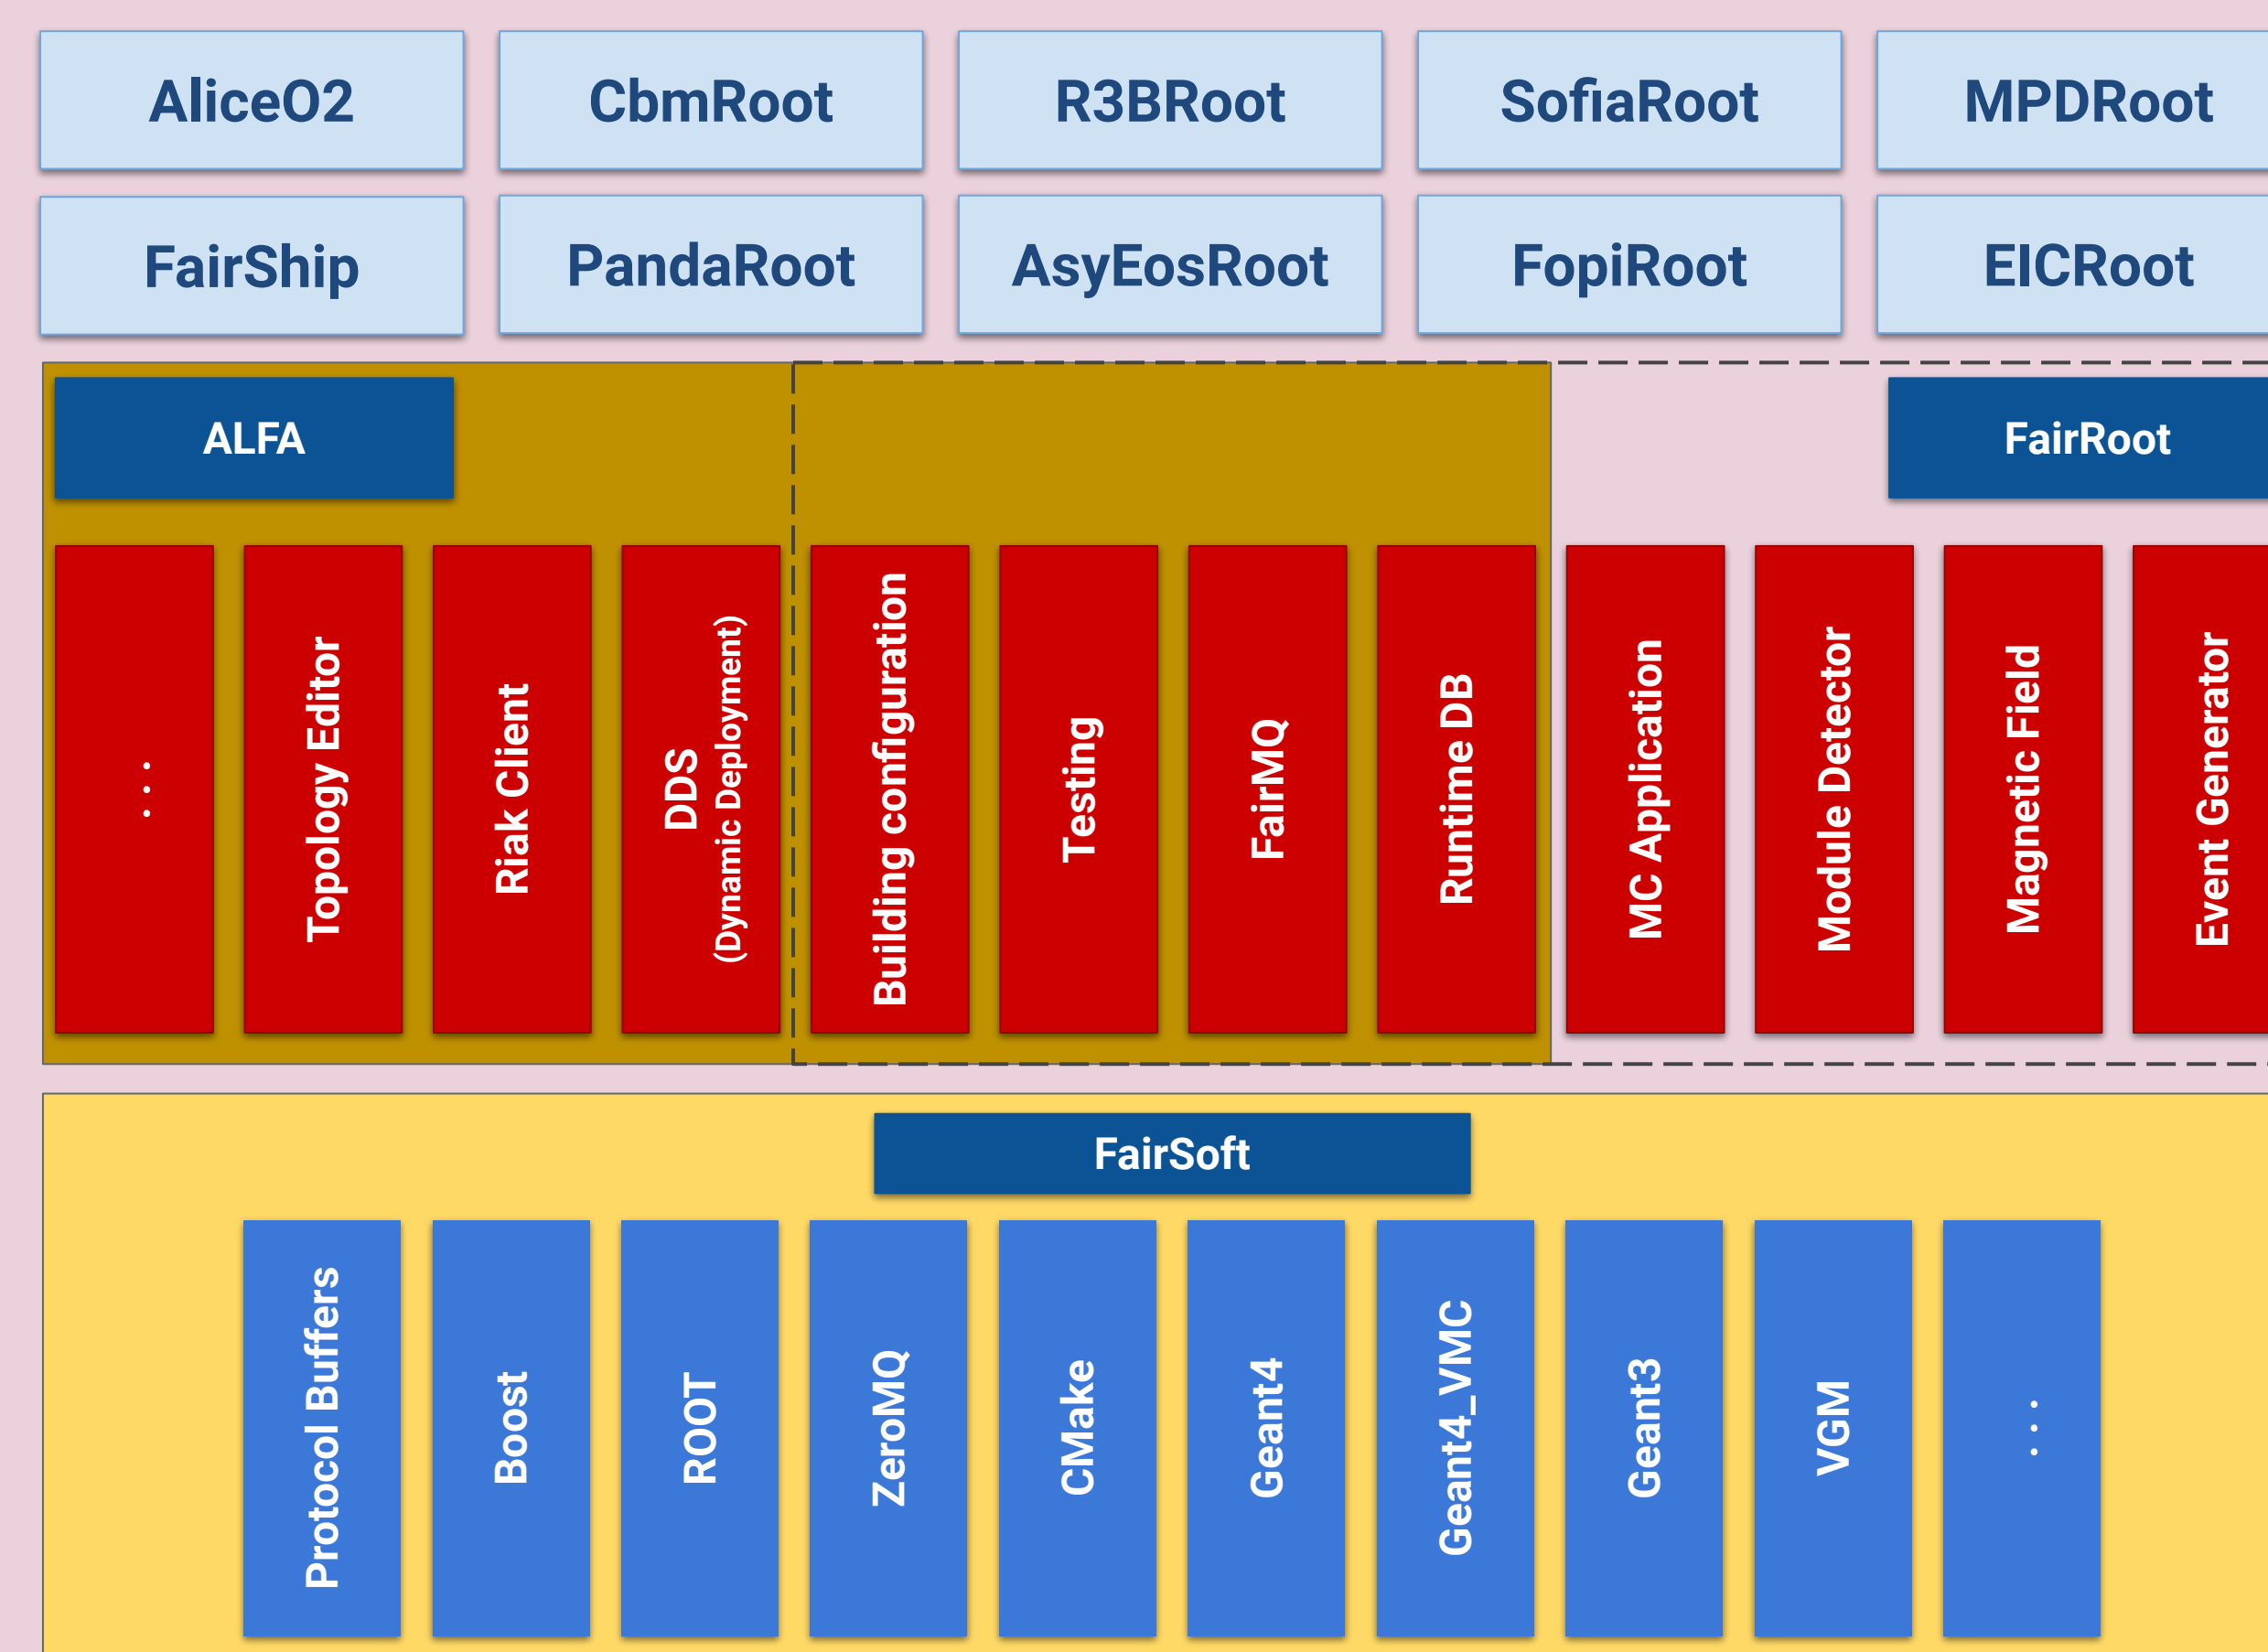 AliceO2
CbmRoot
R3BRoot
SofiaRoot
MPDRoot
FairShip
PandaRoot
AsyEosRoot
FopiRoot
EICRoot
ALFA
FairRoot
...
Topology Editor
Riak Client
DDS
(Dynamic Deployment)
Building configuration
Testing
FairMQ
Runtime DB
MC Application
Module Detector
Magnetic Field
Event Generator
FairSoft
Protocol Buffers
Boost
ROOT
ZeroMQ
CMake
Geant4
Geant4_VMC
Geant3
VGM
...